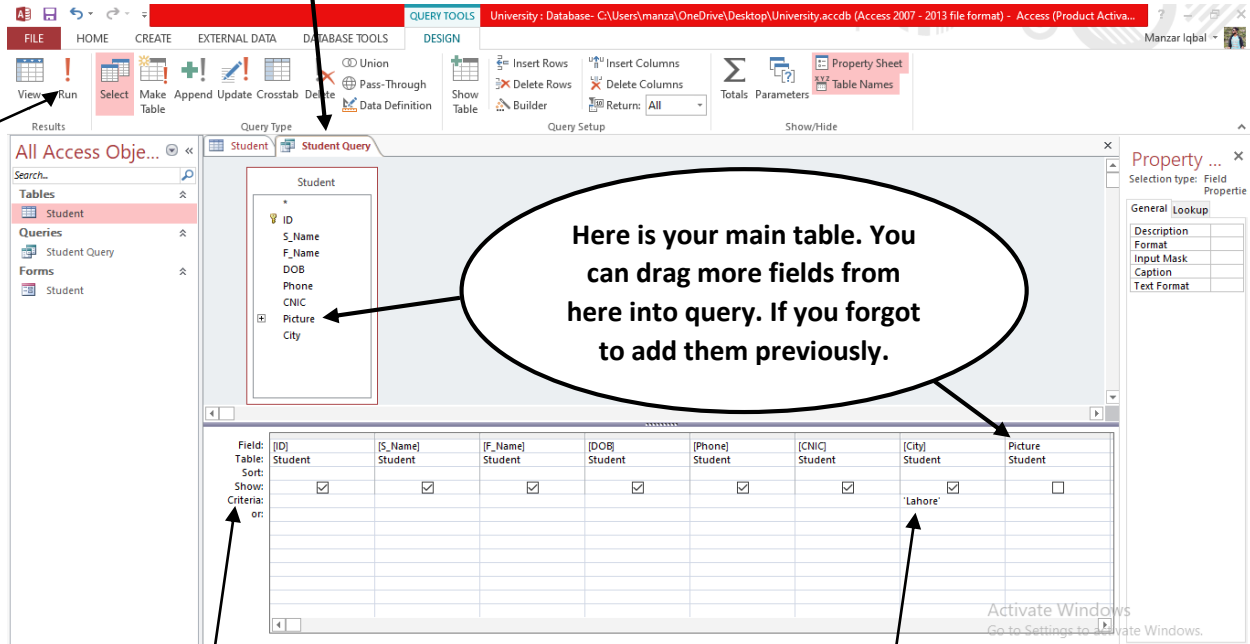 QUERY TOOLS
University : Database- C:\Users\manza\OneDrive\Desktop\University.accdb (Access 2007 - 2013 file format) - Access (Product Activa...
?
FILE HOME CREATE EXTERNAL DATA DATABASE TOOLS DESIGN
Manzar Iqbal
View Run Select Make Table Append Update Crosstab Delete
Union
Pass-Through
Data Definition
Show Table
Insert Rows
Delete Rows
Builder
Insert Columns
Delete Columns
Return: All
Totals Parameters
Property Sheet
Table Names
Results Query Type Query Setup Show/Hide
All Access Obje... «
Search...
Tables
Student
Queries
Student Query
Forms
Student
Student Student Query
Student
*
ID
S_Name
F_Name
DOB
Phone
CNIC
Picture
City
Here is your main table. You
can drag more fields from
here into query. If you forgot
to add them previously.
Property ...
Selection type: Field
Propertie
General Lookup
Description
Format
Input Mask
Caption
Text Format
Field: [ID] [S_Name] [F_Name] [DOB] [Phone] [CNIC] [City] Picture
Table: Student Student Student Student Student Student Student Student
Sort:
Show:
Criteria: 'Lahore'
or:
Activate Windows
Go to Settings to activate Windows.